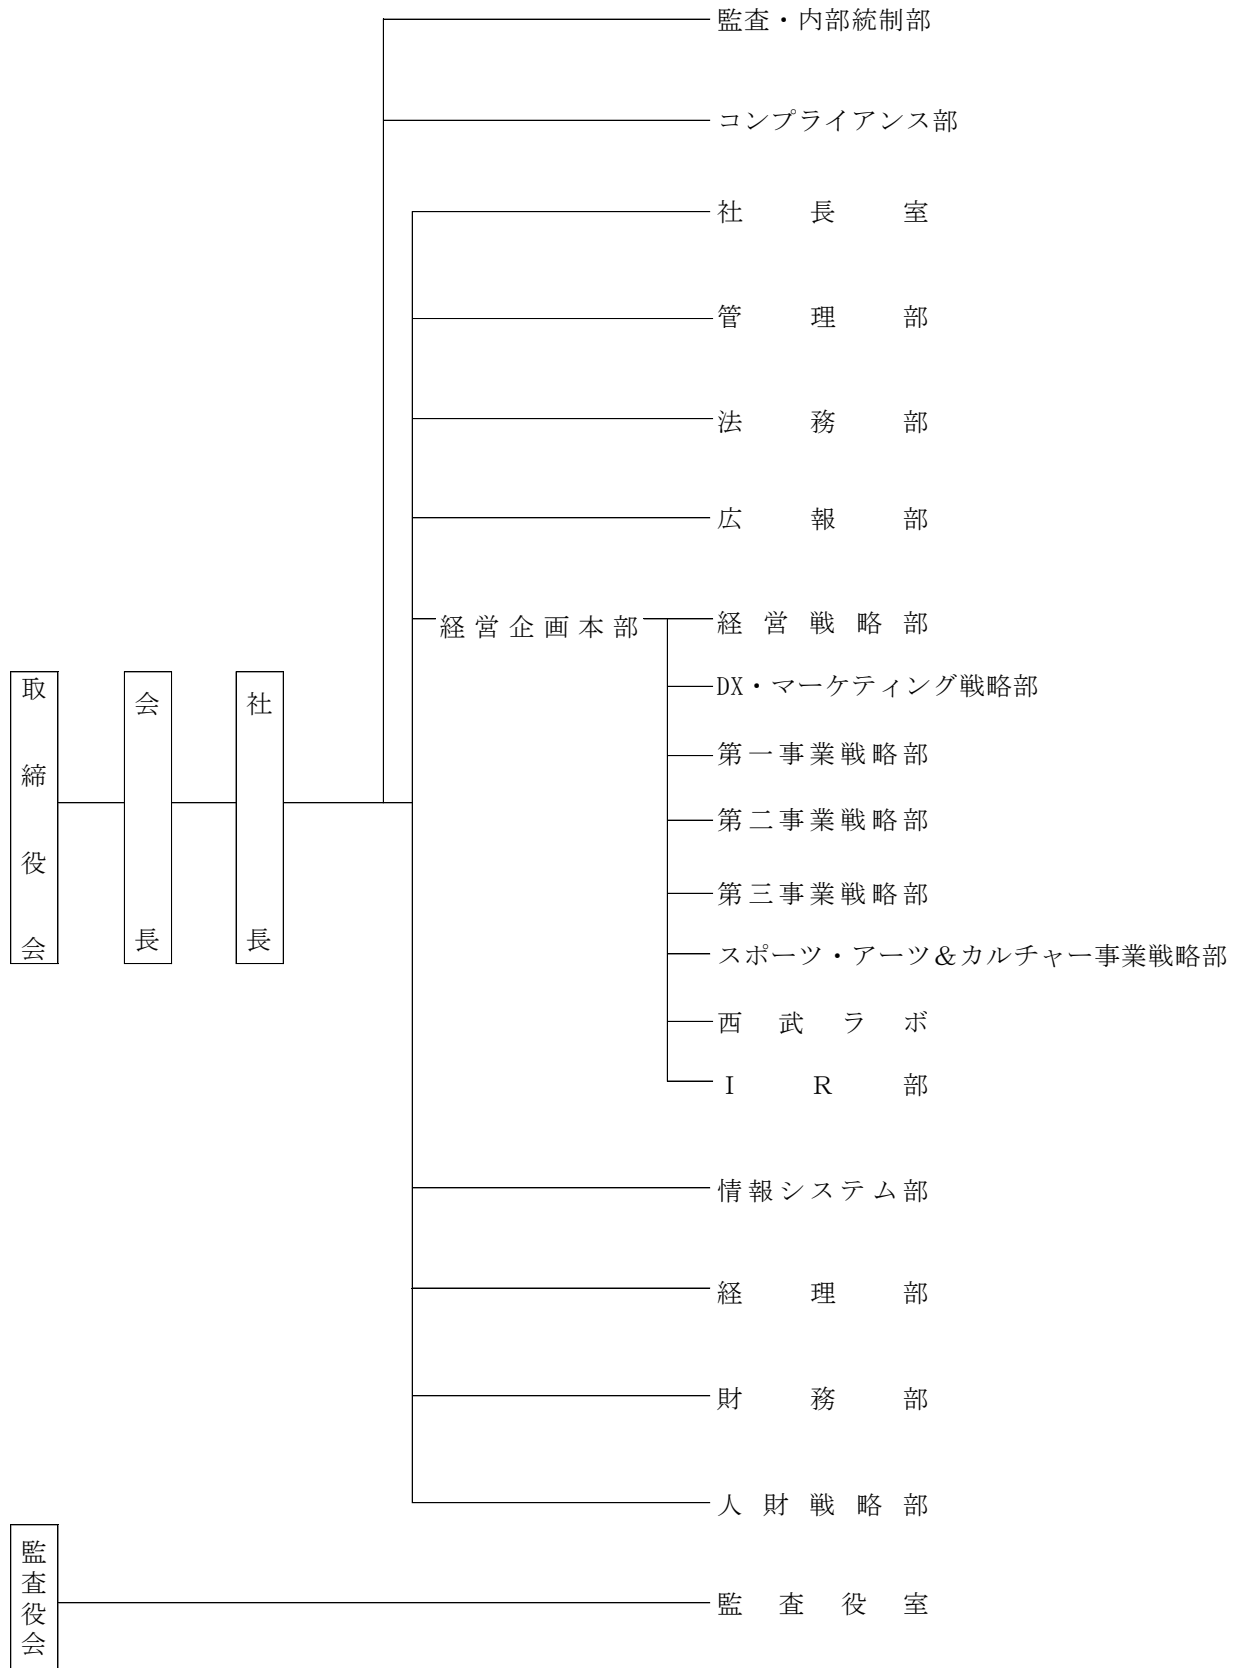 監査・内部統制部
コンプライアンス部
社長室
管理部
法務部
広報部
経営企画本部
経営戦略部
DX・マーケティング戦略部
第一事業戦略部
第二事業戦略部
第三事業戦略部
スポーツ・アーツ＆カルチャー事業戦略部
西武ラボ
ＩＲ部
取締役会
会長
社長
情報システム部
経理部
財務部
人財戦略部
監査役会
監査役室